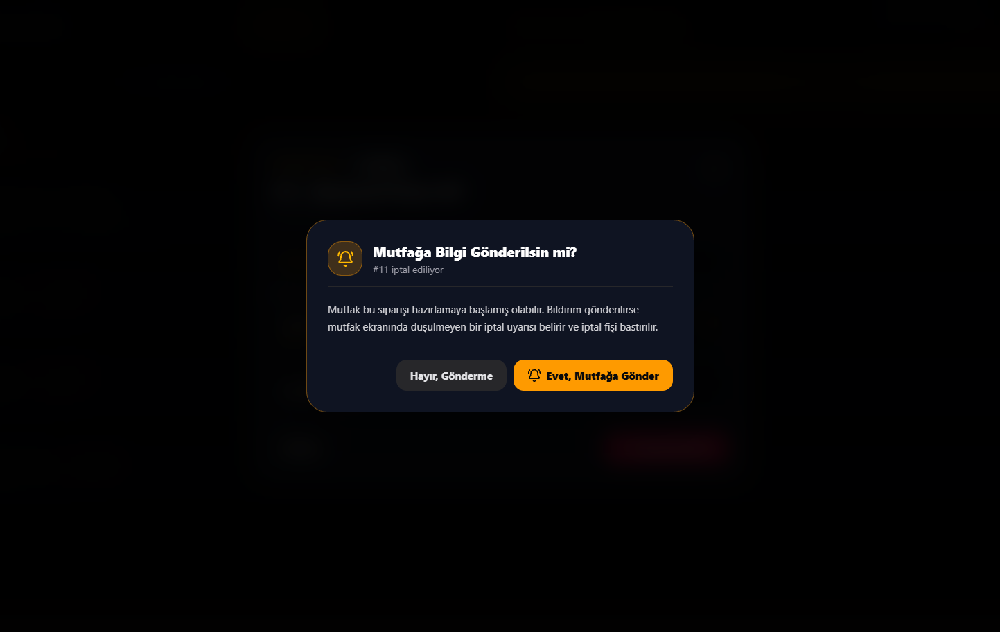 Mutfağa Bilgi Gönderilsin mi?
#11 iptal ediliyor
Mutfak bu siparişi hazırlamaya başlamış olabilir. Bildirim gönderilirse
mutfak ekranında düşülmeyen bir iptal uyarısı belirir ve iptal fişi bastırılır.
Hayır, Gönderme
Evet, Mutfağa Gönder